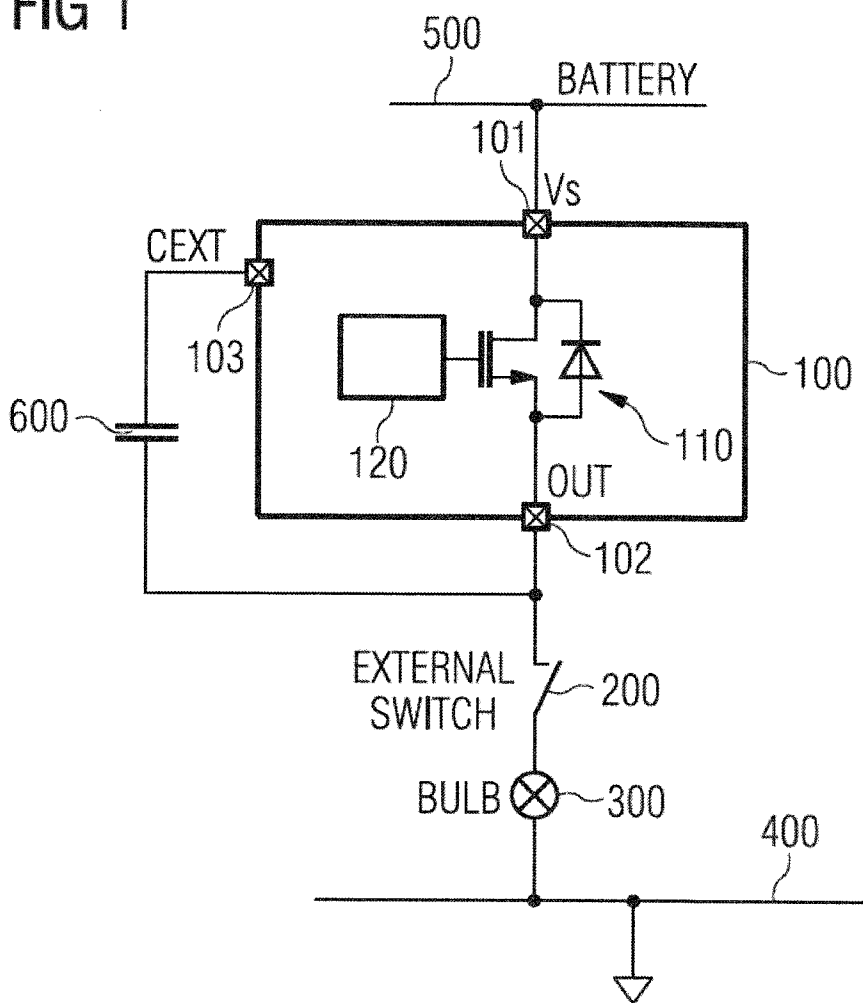 FIG 1
500
BATTERY
101
Vs
CEXT
103
100
600
120
110
OUT
102
EXTERNAL
SWITCH
200
BULB
300
400